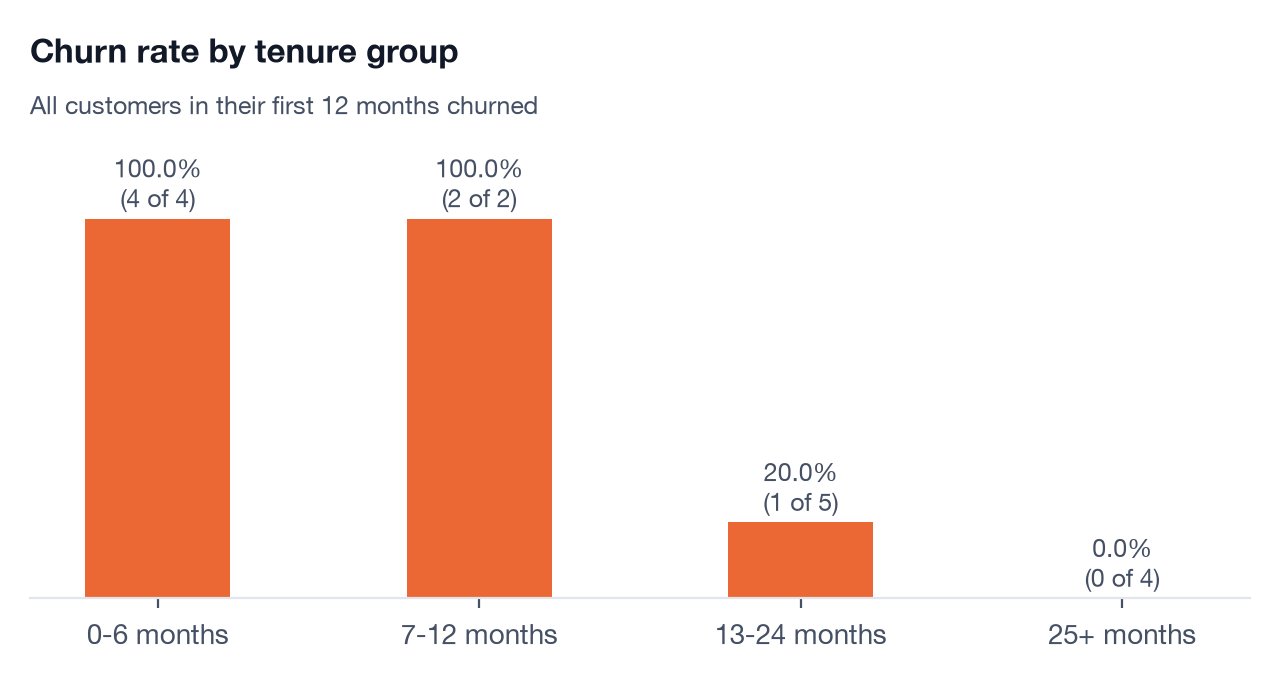 Churn rate by tenure group
All customers in their first 12 months churned
100.0%
(4 of 4)
100.0%
(2 of 2)
20.0%
(1 of 5)
0.0%
(0 of 4)
0-6 months
7-12 months
13-24 months
25+ months